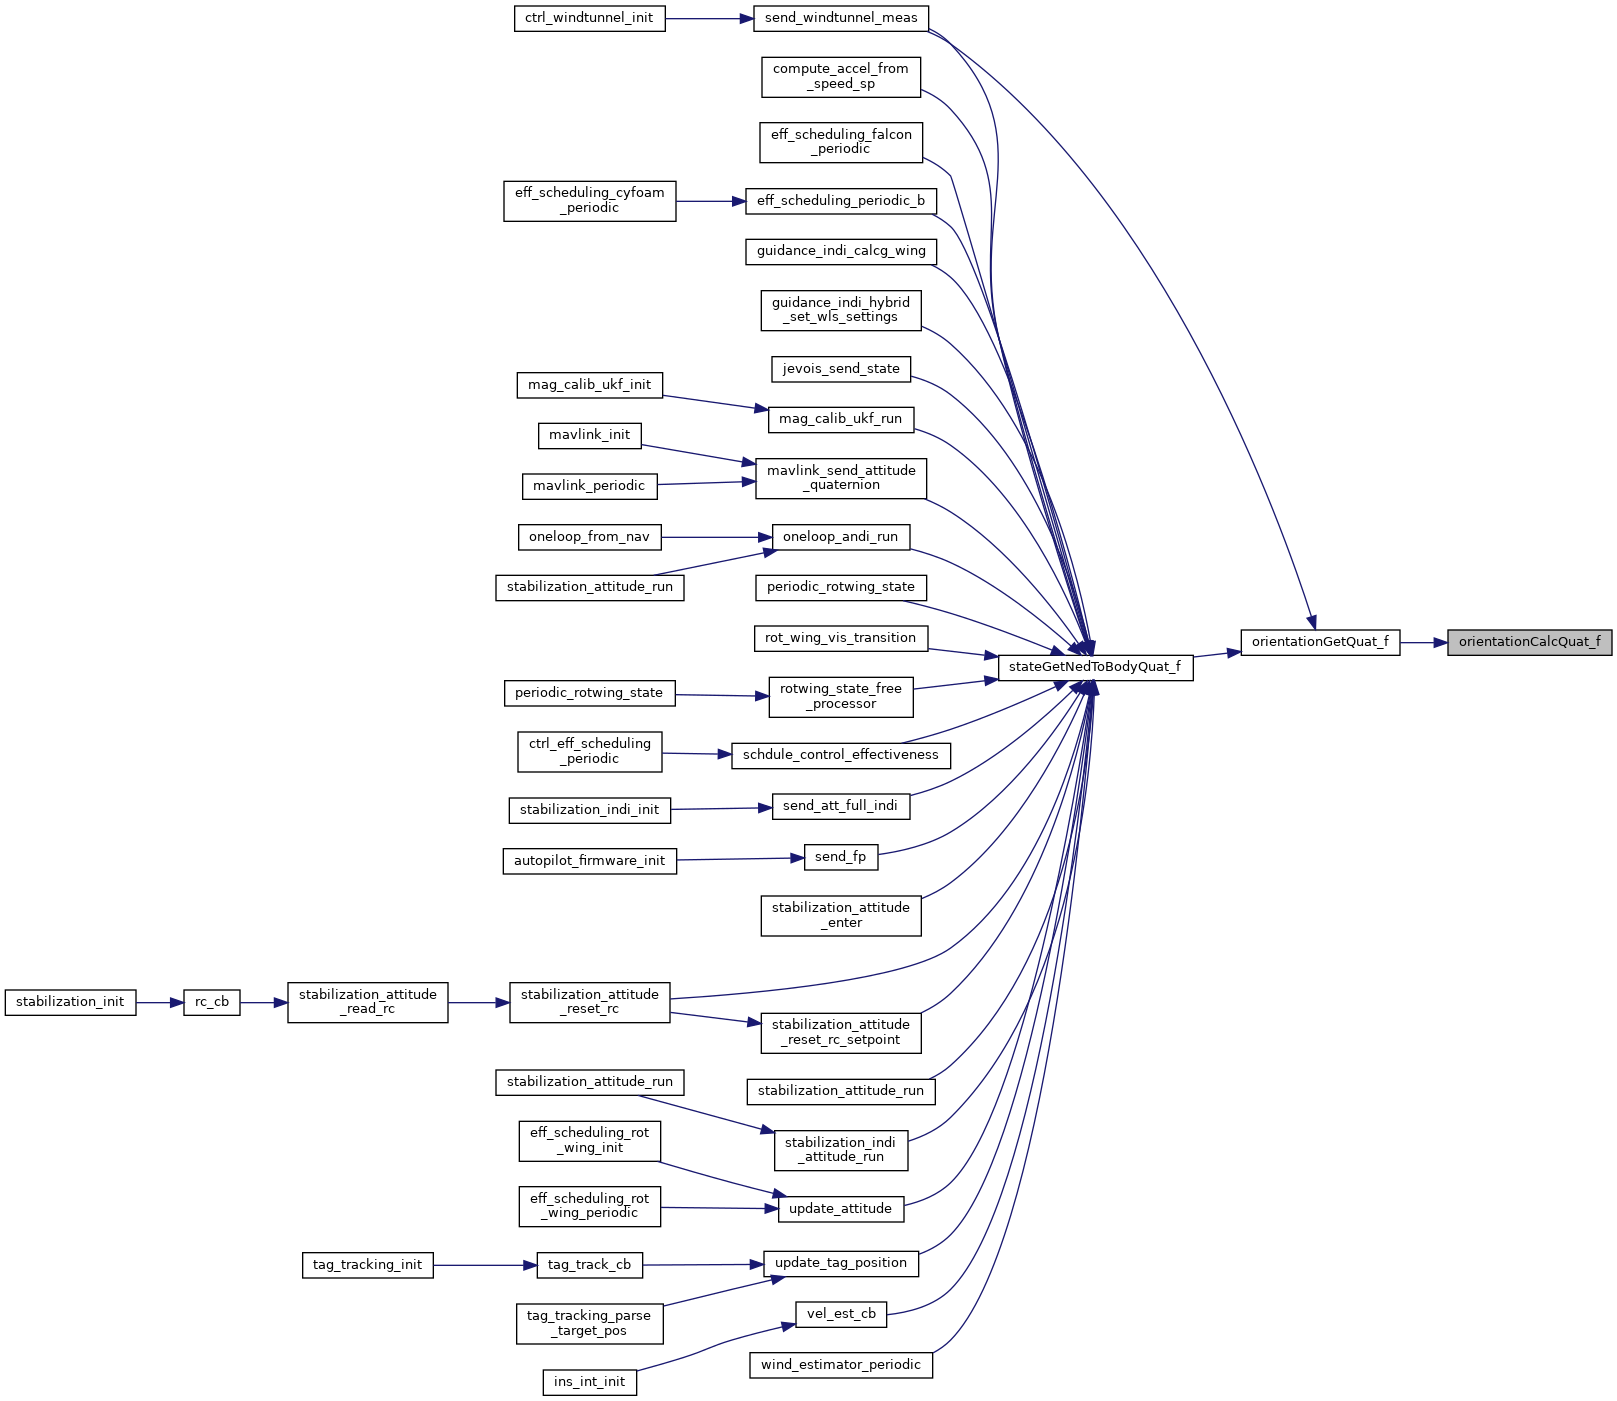 ctrl_windtunnel_init
send_windtunnel_meas
compute_accel_from
_speed_sp
eff_scheduling_falcon
_periodic
eff_scheduling_cyfoam
_periodic
eff_scheduling_periodic_b
guidance_indi_calcg_wing
guidance_indi_hybrid
_set_wls_settings
jevois_send_state
mag_calib_ukf_init
mag_calib_ukf_run
mavlink_init
mavlink_send_attitude
_quaternion
mavlink_periodic
oneloop_from_nav
oneloop_andi_run
stabilization_attitude_run
periodic_rotwing_state
rot_wing_vis_transition
orientationGetQuat_f
orientationCalcQuat_f
stateGetNedToBodyQuat_f
periodic_rotwing_state
rotwing_state_free
_processor
ctrl_eff_scheduling
_periodic
schdule_control_effectiveness
stabilization_indi_init
send_att_full_indi
autopilot_firmware_init
send_fp
stabilization_attitude
_enter
stabilization_init
rc_cb
stabilization_attitude
_read_rc
stabilization_attitude
_reset_rc
stabilization_attitude
_reset_rc_setpoint
stabilization_attitude_run
stabilization_attitude_run
stabilization_indi
_attitude_run
eff_scheduling_rot
_wing_init
eff_scheduling_rot
_wing_periodic
update_attitude
tag_tracking_init
tag_track_cb
update_tag_position
tag_tracking_parse
_target_pos
vel_est_cb
wind_estimator_periodic
ins_int_init